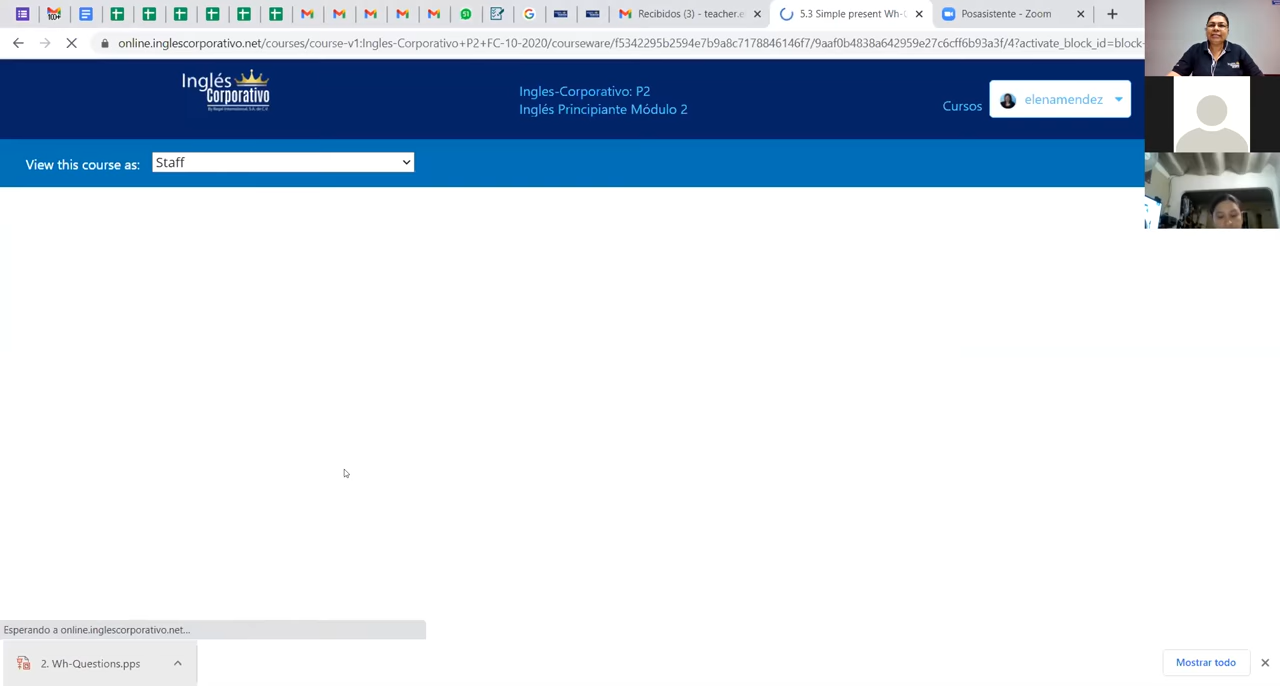 100+
51
Recibidos (3) - teacher.e
5.3 Simple present Wh-
Posasistente - Zoom
online.inglescorporativo.net/courses/course-v1:Ingles-Corporativo+P2+FC-10-2020/courseware/f5342295b2594e7b9a8c7178846146f7/9aaf0b4838a642959e27c6cff6b93a3f/4?activate_block_id=block-
Inglés
Corporativo
Ingles-Corporativo: P2
Inglés Principiante Módulo 2
Cursos
elenamendez
View this course as:
Staff
Esperando a online.inglescorporativo.net...
2. Wh-Questions.pps
Mostrar todo